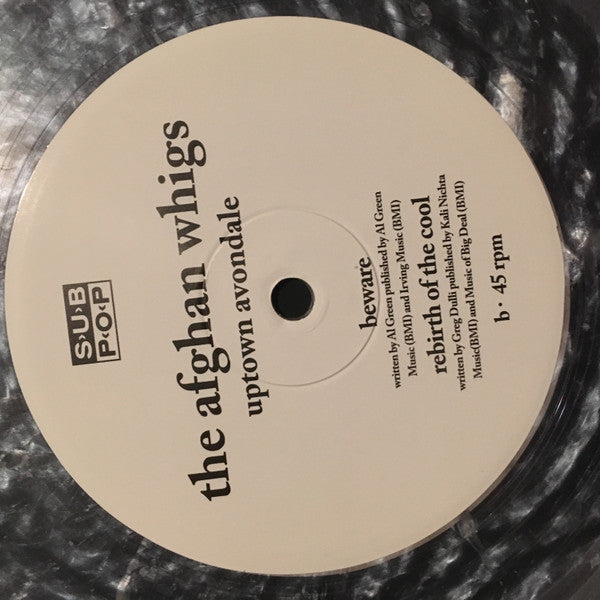 S·U·B
P·O·P
the afghan whigs
uptown avondale
beware
written by Al Green published by Al Green
Music (BMI) and Irving Music (BMI)
rebirth of the cool
written by Greg Dulli published by Kali Nichta
Music(BMI) and Music of Big Deal (BMI)
b · 45 rpm